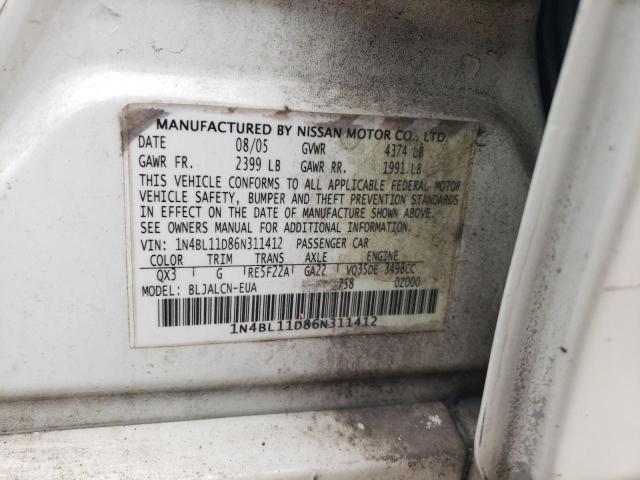 MANUFACTURED BY NISSAN MOTOR CO., LTD.
DATE 08/05 GVWR 4374 LB
GAWR FR. 2399 LB GAWR RR. 1991 LB
THIS VEHICLE CONFORMS TO ALL APPLICABLE FEDERAL MOTOR
VEHICLE SAFETY, BUMPER AND THEFT PREVENTION STANDARDS
IN EFFECT ON THE DATE OF MANUFACTURE SHOWN ABOVE.
SEE OWNERS MANUAL FOR ADDITIONAL INFORMATION.
VIN: 1N4BL11D86N311412 PASSENGER CAR
COLOR TRIM TRANS AXLE ENGINE
QX3 G RE5F22A GA22 VQ35DE 3498CC
MODEL: BLJALCN-EUA 758 0Z000
1N4BL11D86N311412